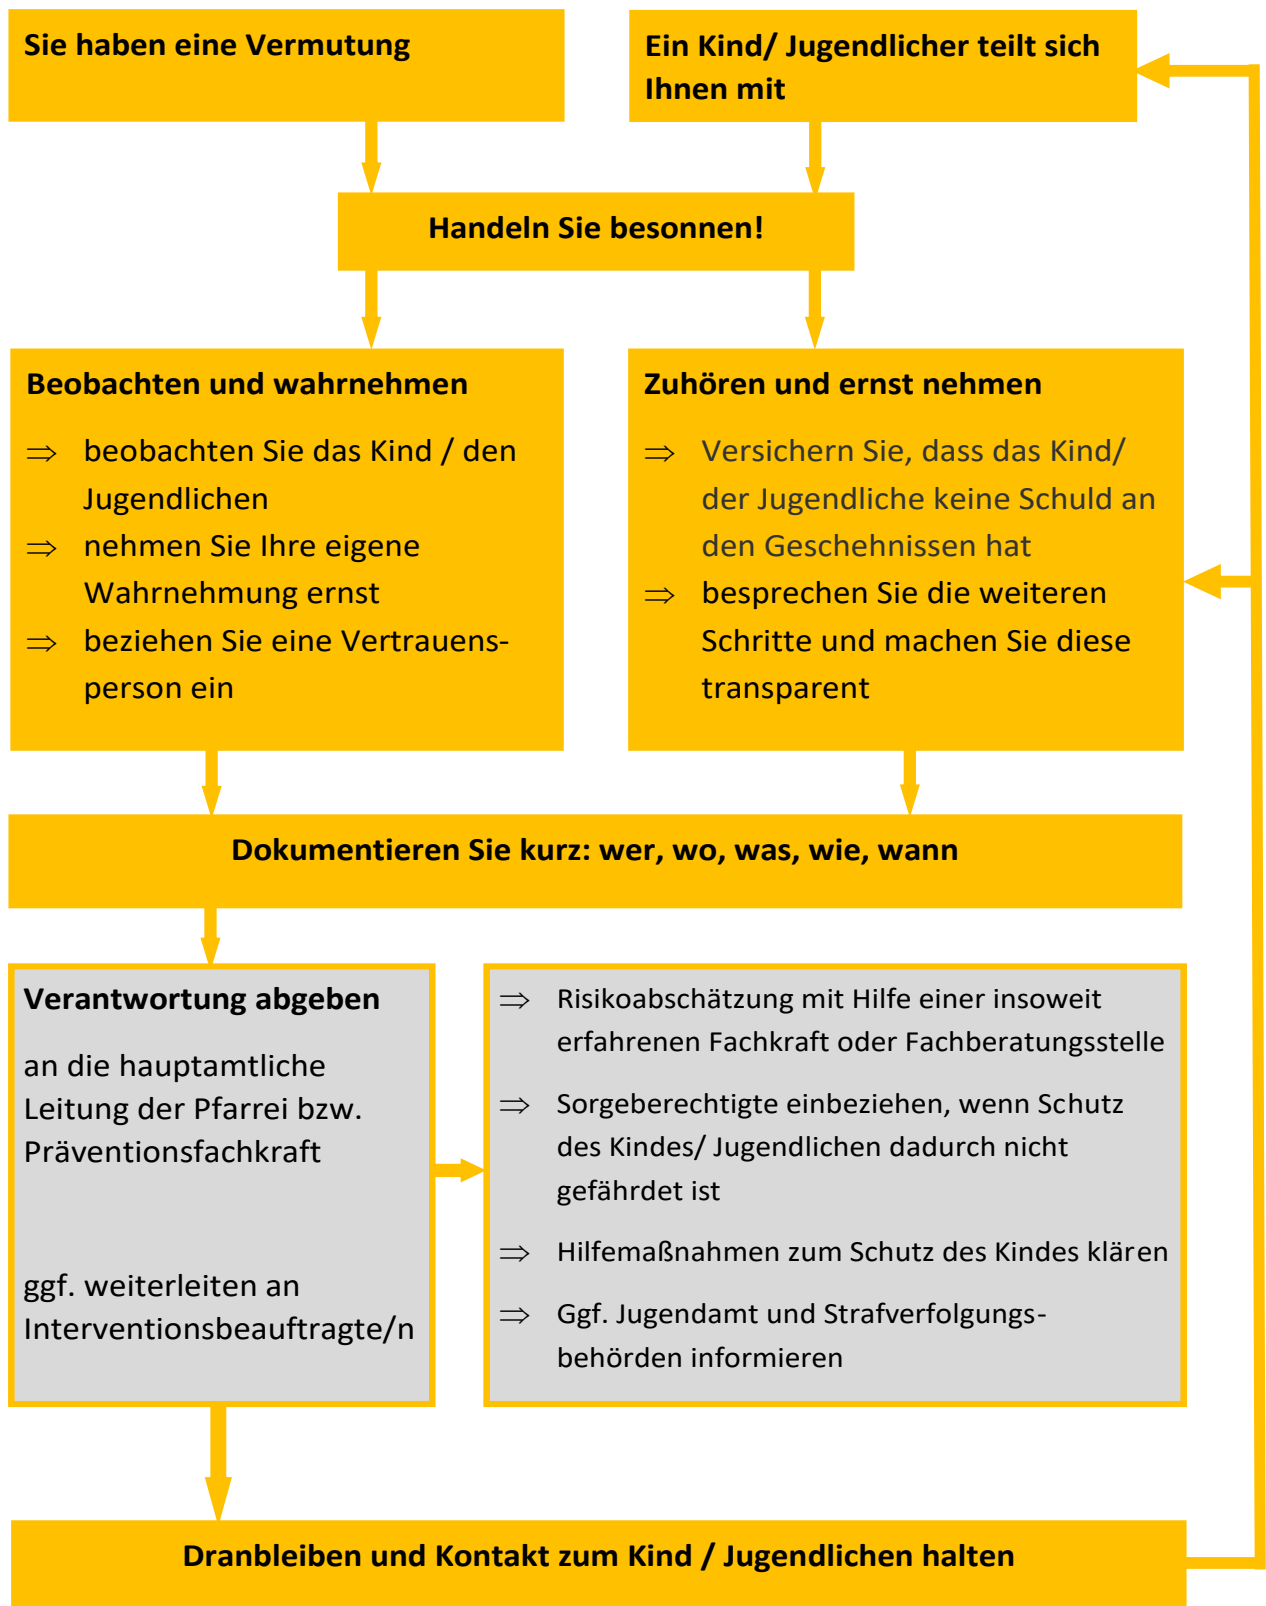 Sie haben eine Vermutung
Ein Kind/ Jugendlicher teilt sich
Ihnen mit
Handeln Sie besonnen!
Beobachten und wahrnehmen
⇒ beobachten Sie das Kind / den
Jugendlichen
⇒ nehmen Sie Ihre eigene
Wahrnehmung ernst
⇒ beziehen Sie eine Vertrauens-
person ein
Zuhören und ernst nehmen
⇒ Versichern Sie, dass das Kind/
der Jugendliche keine Schuld an
den Geschehnissen hat
⇒ besprechen Sie die weiteren
Schritte und machen Sie diese
transparent
Dokumentieren Sie kurz: wer, wo, was, wie, wann
Verantwortung abgeben
an die hauptamtliche
Leitung der Pfarrei bzw.
Präventionsfachkraft
ggf. weiterleiten an
Interventionsbeauftragte/n
⇒ Risikoabschätzung mit Hilfe einer insoweit
erfahrenen Fachkraft oder Fachberatungsstelle
⇒ Sorgeberechtigte einbeziehen, wenn Schutz
des Kindes/ Jugendlichen dadurch nicht
gefährdet ist
⇒ Hilfemaßnahmen zum Schutz des Kindes klären
⇒ Ggf. Jugendamt und Strafverfolgungs-
behörden informieren
Dranbleiben und Kontakt zum Kind / Jugendlichen halten